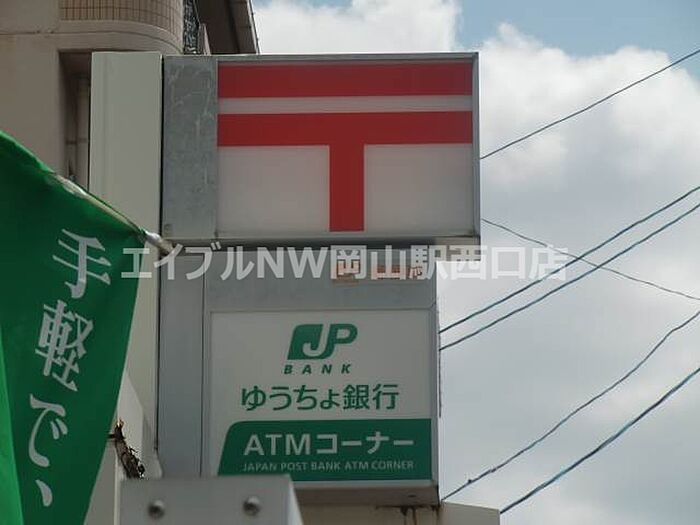 〒
エイブルNW岡山駅西口店
JP
BANK
ゆうちょ銀行
ATMコーナー
JAPAN POST BANK ATM CORNER
手軽で、